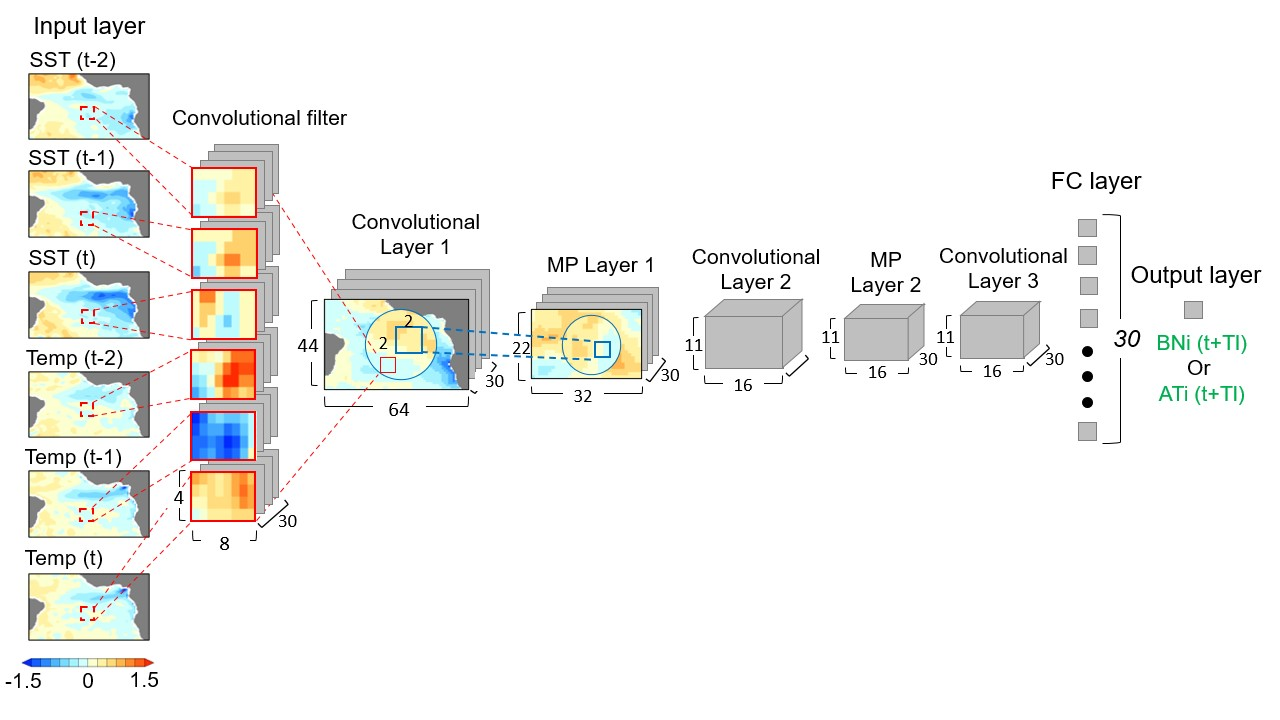 Input layer
SST (t-2)
SST (t-1)
SST (t)
Temp (t-2)
Temp (t-1)
Temp (t)
-1.5 0 1.5
Convolutional filter
4
8
30
Convolutional
Layer 1
44
64
30
2
2
MP Layer 1
22
32
30
Convolutional
Layer 2
11
16
MP
Layer 2
11
16
30
Convolutional
Layer 3
11
16
30
FC layer
30
Output layer
BNi (t+TI)
Or
ATi (t+TI)